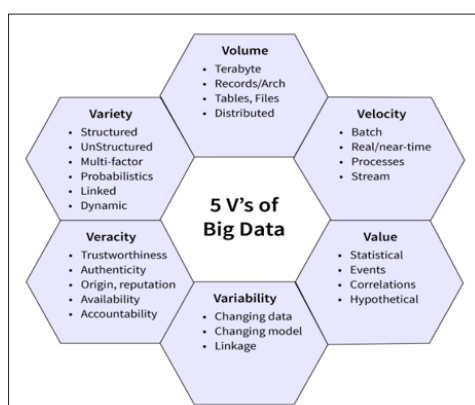 Volume
• Terabyte
• Records/Arch
• Tables, Files
• Distributed
Variety
• Structured
• UnStructured
• Multi-factor
• Probabilistics
• Linked
• Dynamic
Velocity
• Batch
• Real/near-time
• Processes
• Stream
5 V's of
Big Data
Veracity
• Trustworthiness
• Authenticity
• Origin, reputation
• Availability
• Accountability
Value
• Statistical
• Events
• Correlations
• Hypothetical
Variability
• Changing data
• Changing model
• Linkage